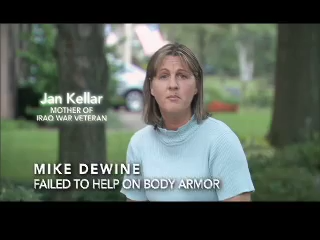 Jan Kellar
MOTHER OF
IRAQ WAR VETERAN
MIKE DEWINE
FAILED TO HELP ON BODY ARMOR